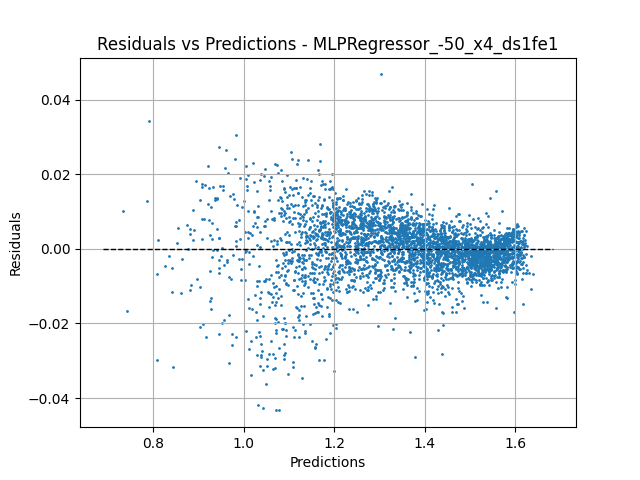 Residuals vs Predictions - MLPRegressor_-50_x4_ds1fe1
0.04
0.02
0.00
−0.02
−0.04
Residuals
0.8 1.0 1.2 1.4 1.6
Predictions